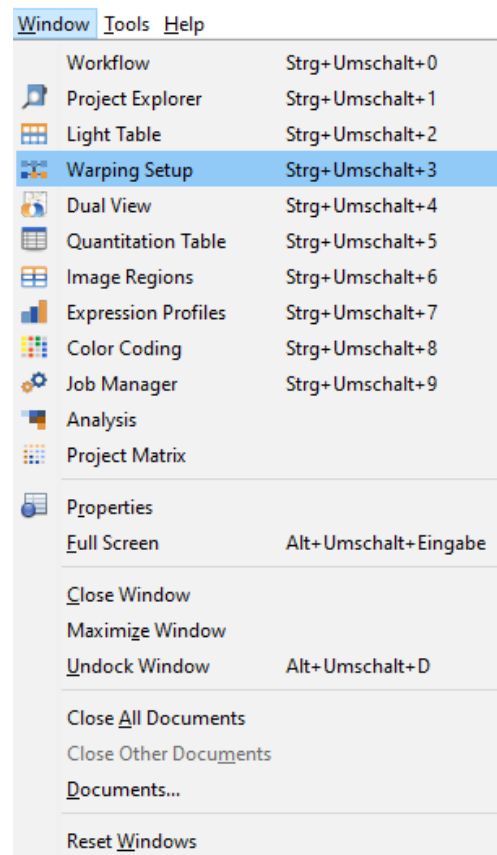 Window Tools Help
Workflow Strg+Umschalt+0
Project Explorer Strg+Umschalt+1
Light Table Strg+Umschalt+2
Warping Setup Strg+Umschalt+3
Dual View Strg+Umschalt+4
Quantitation Table Strg+Umschalt+5
Image Regions Strg+Umschalt+6
Expression Profiles Strg+Umschalt+7
Color Coding Strg+Umschalt+8
Job Manager Strg+Umschalt+9
Analysis
Project Matrix
Properties
Full Screen Alt+Umschalt+Eingabe
Close Window
Maximize Window
Undock Window Alt+Umschalt+D
Close All Documents
Close Other Documents
Documents...
Reset Windows